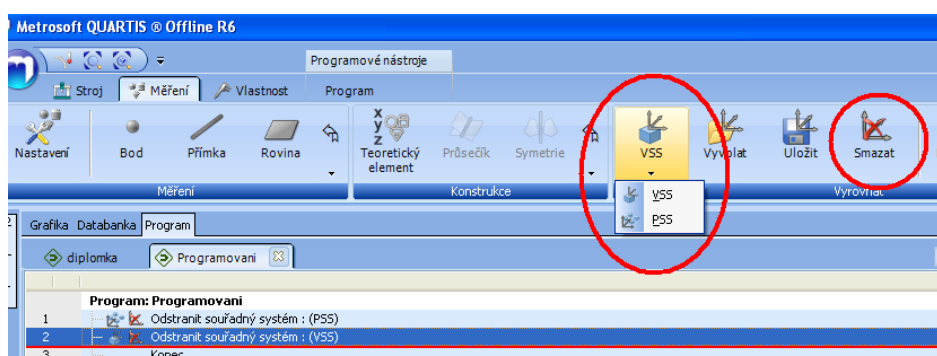 Metrosoft QUARTIS ® Offline R6
Programové nástroje
Stroj Měření Vlastnost Program
Nastavení Bod Přímka Rovina
Teoretický element Průsečík Symetrie
VSS Vyvolat Uložit Smazat
Měření Konstrukce Vyrovnat
VSS
PSS
Grafika Databanka Program
diplomka Programovani
Program: Programovani
1 Odstranit souřadný systém : (PSS)
2 Odstranit souřadný systém : (VSS)
3 Konec